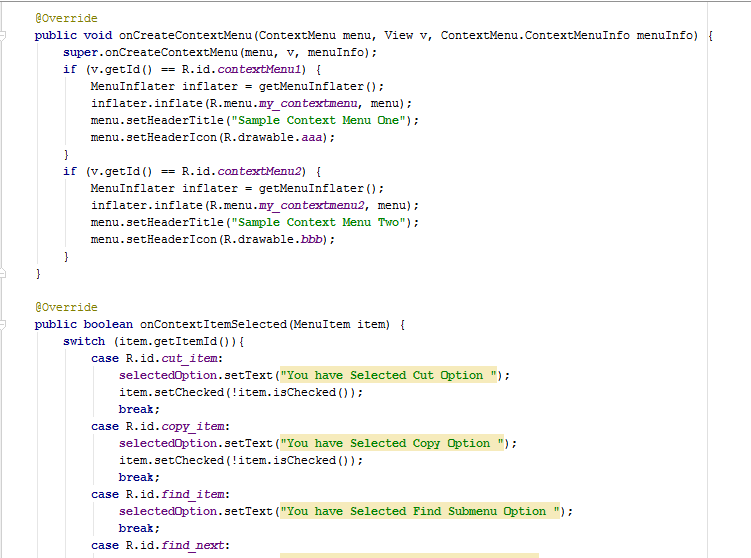 @Override
public void onCreateContextMenu(ContextMenu menu, View v, ContextMenu.ContextMenuInfo menuInfo) {
    super.onCreateContextMenu(menu, v, menuInfo);
    if (v.getId() == R.id.contextMenu1) {
        MenuInflater inflater = getMenuInflater();
        inflater.inflate(R.menu.my_contextmenu, menu);
        menu.setHeaderTitle("Sample Context Menu One");
        menu.setHeaderIcon(R.drawable.aaa);
    }
    if (v.getId() == R.id.contextMenu2) {
        MenuInflater inflater = getMenuInflater();
        inflater.inflate(R.menu.my_contextmenu2, menu);
        menu.setHeaderTitle("Sample Context Menu Two");
        menu.setHeaderIcon(R.drawable.bbb);
    }
}
@Override
public boolean onContextItemSelected(MenuItem item) {
    switch (item.getItemId()){
        case R.id.cut_item:
            selectedOption.setText("You have Selected Cut Option ");
            item.setChecked(!item.isChecked());
            break;
        case R.id.copy_item:
            selectedOption.setText("You have Selected Copy Option ");
            item.setChecked(!item.isChecked());
            break;
        case R.id.find_item:
            selectedOption.setText("You have Selected Find Submenu Option ");
            break;
        case R.id.find_next: